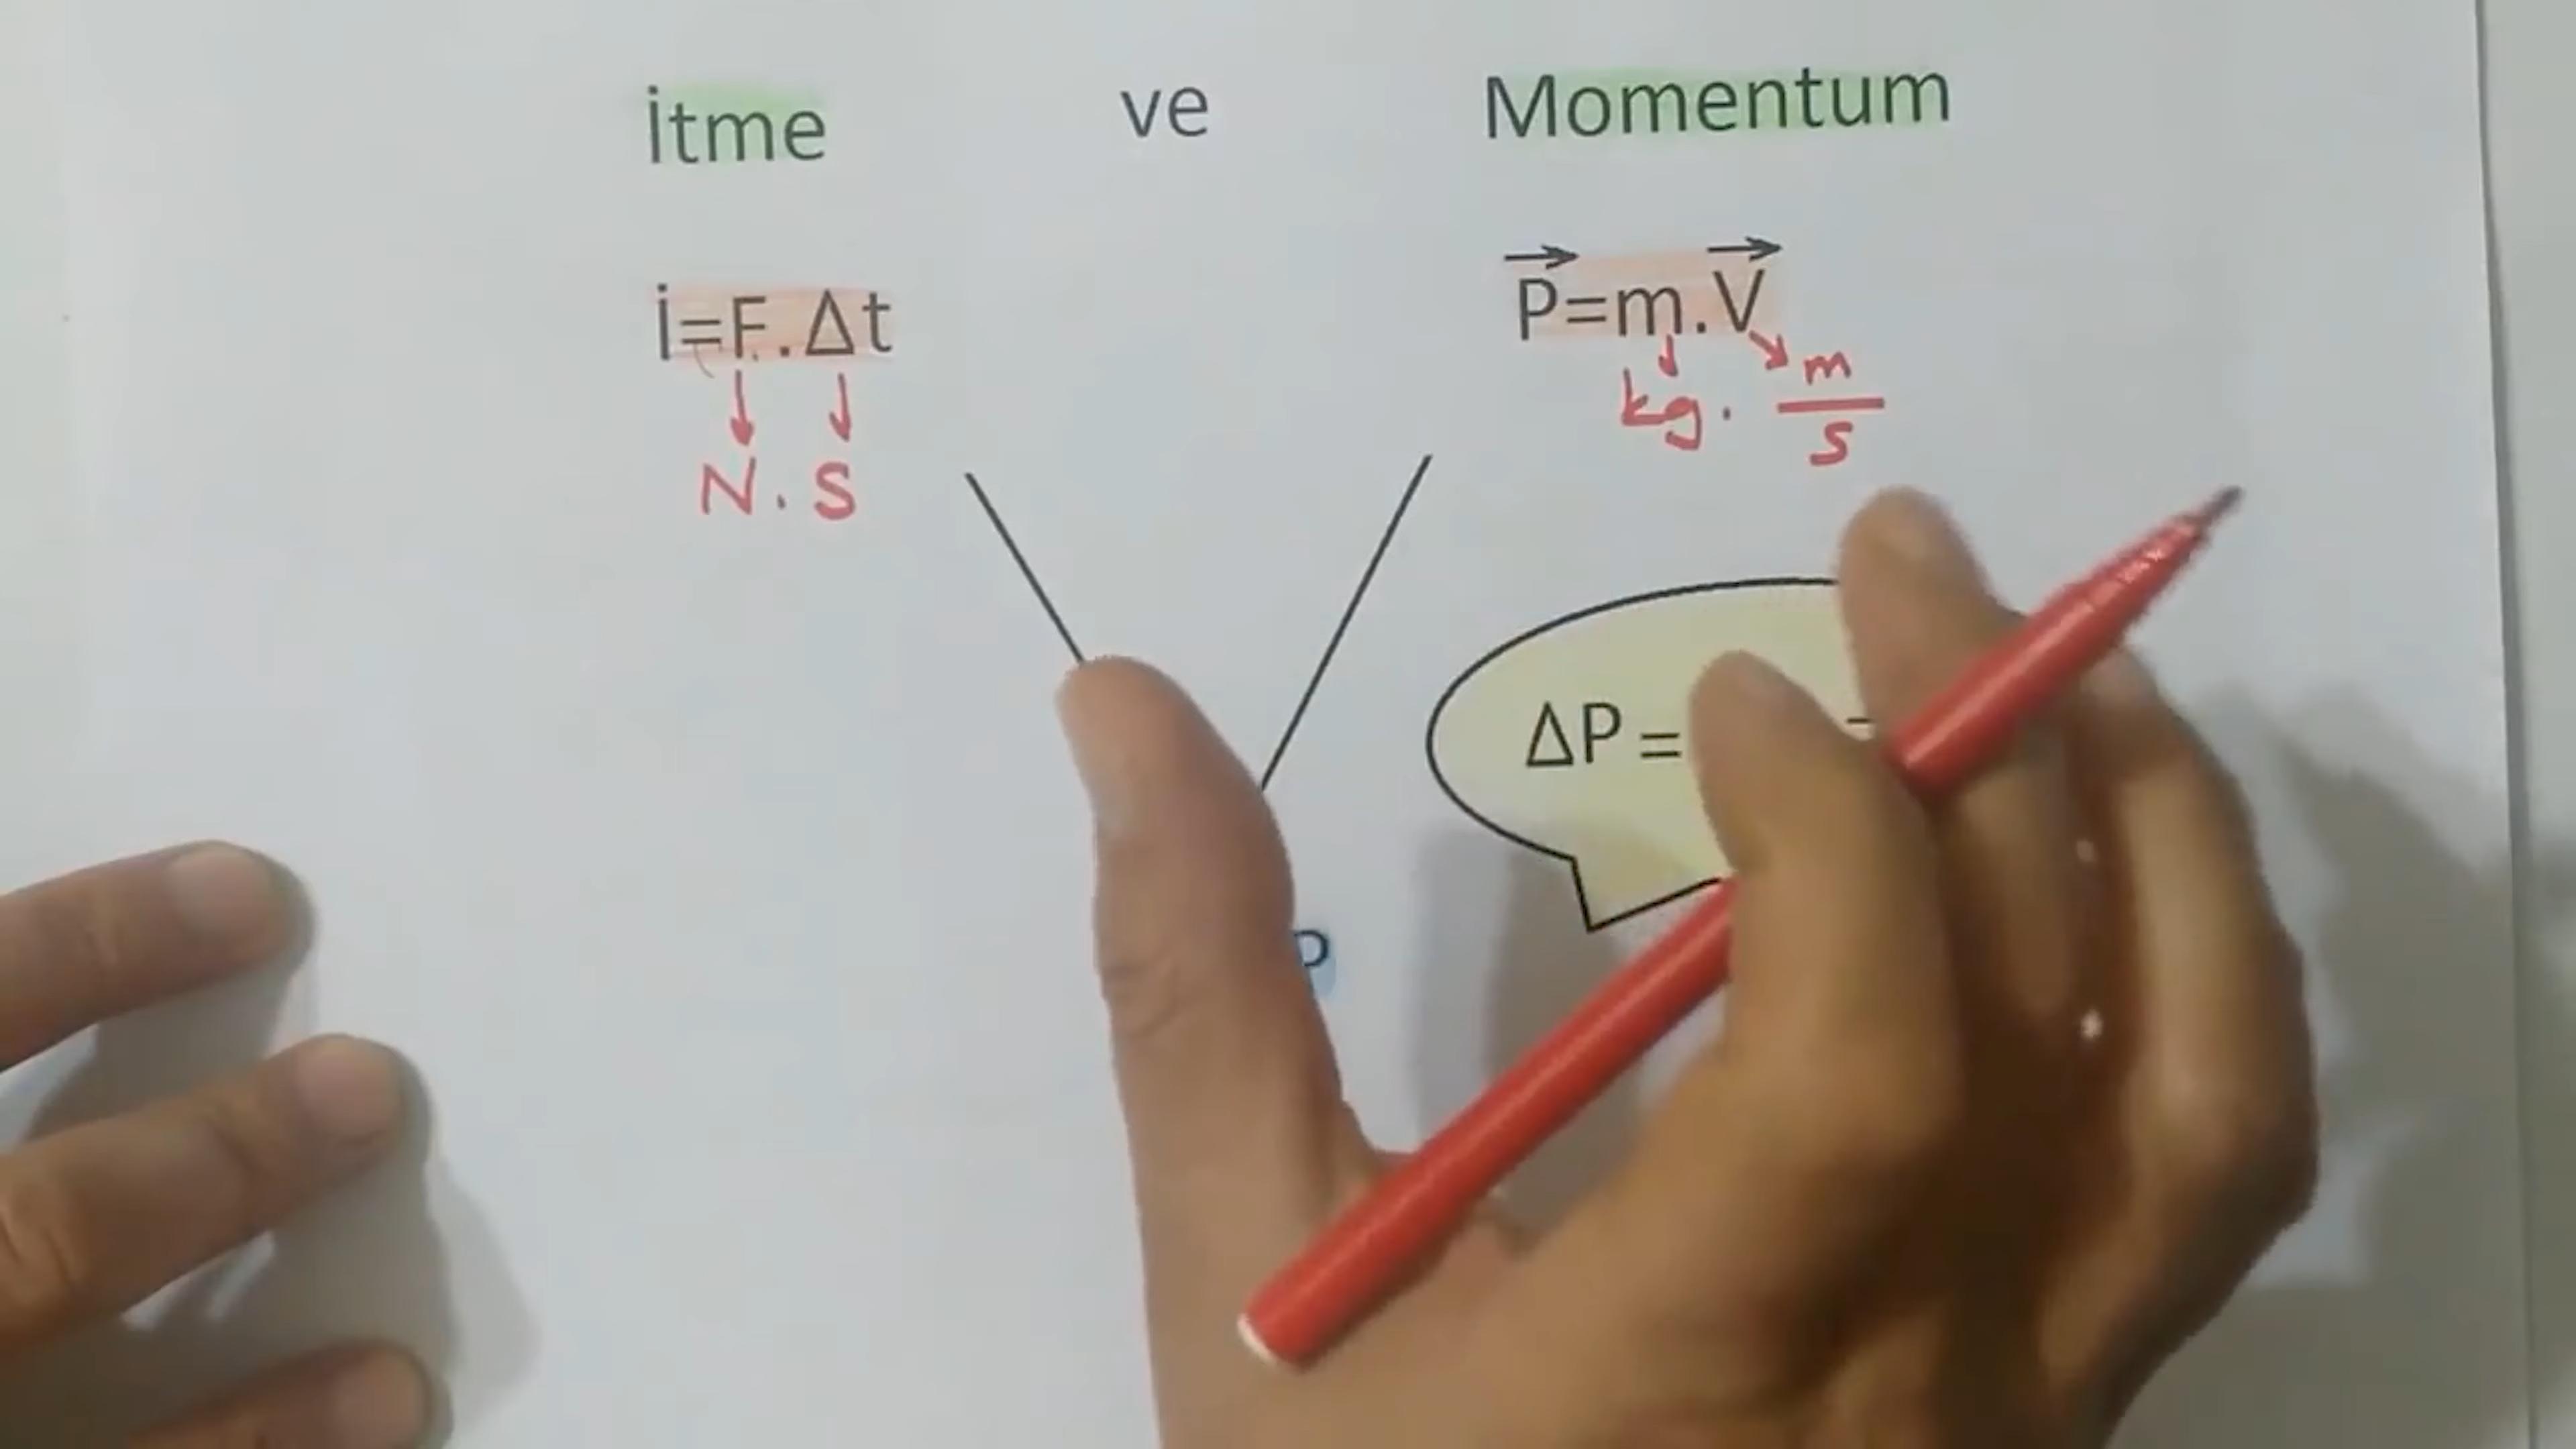 İtme ve Momentum
İ=F.Δt
P=m.V
N.S
kg. m/s
ΔP =
P